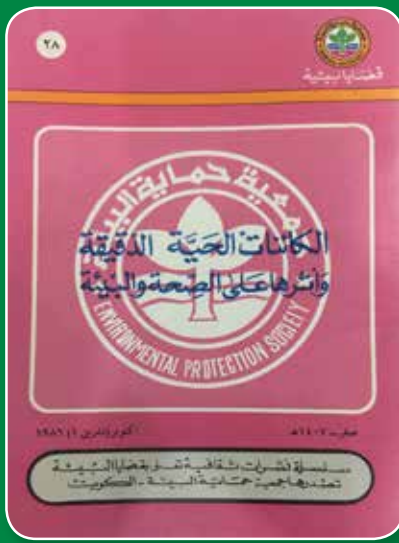 ٢٨
قضايا بيئية
جمعية حماية البيئة
الكائنات الحية الدقيقة
وأثرها على الصحة والبيئة
ENVIRONMENTAL PROTECTION SOCIETY
صفر ١٤٠٧هـ
أكتوبر (تشرين ١) ١٩٨٦
سلسلة نشرات ثقافية تعنى بقضايا البيئة
تصدرها جمعية حماية البيئة - الكويت